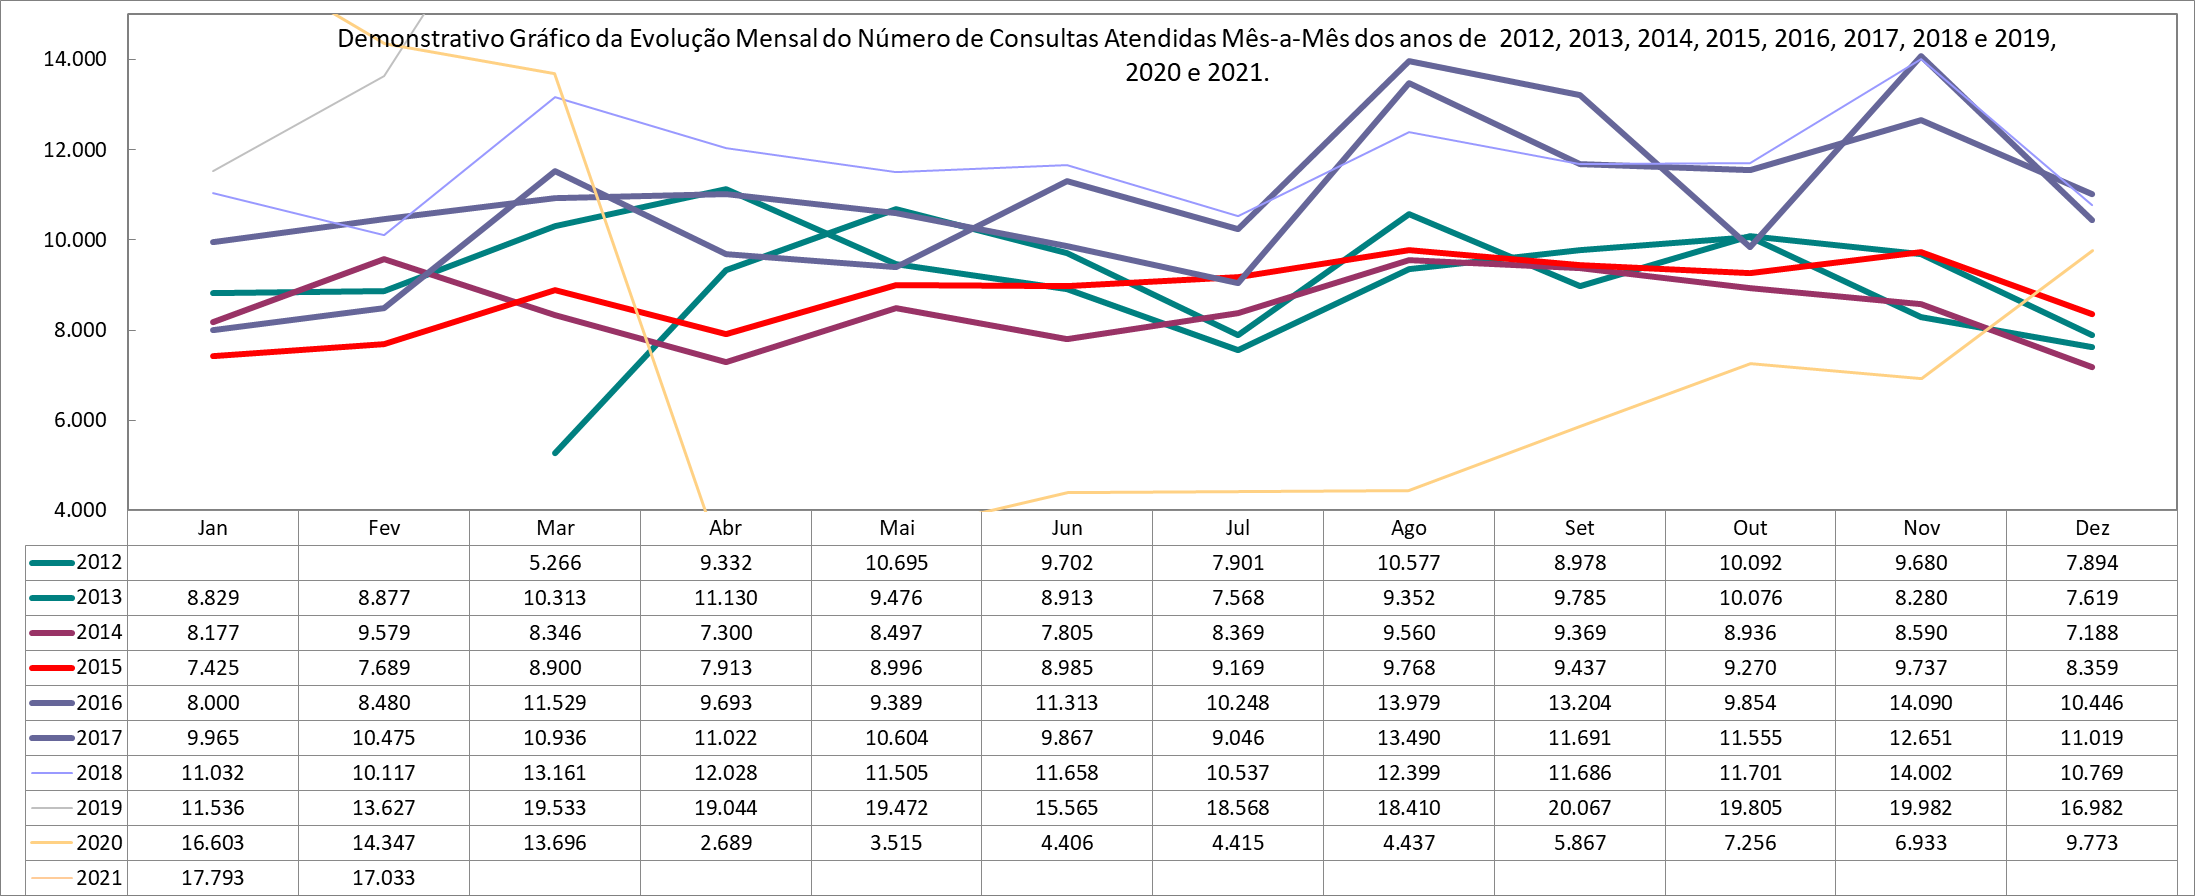 Demonstrativo Gráfico da Evolução Mensal do Número de Consultas Atendidas Mês-a-Mês dos anos de 2012, 2013, 2014, 2015, 2016, 2017, 2018 e 2019,
2020 e 2021.
14.000
12.000
10.000
8.000
6.000
4.000
Jan Fev Mar Abr Mai Jun Jul Ago Set Out Nov Dez
2012 5.266 9.332 10.695 9.702 7.901 10.577 8.978 10.092 9.680 7.894
2013 8.829 8.877 10.313 11.130 9.476 8.913 7.568 9.352 9.785 10.076 8.280 7.619
2014 8.177 9.579 8.346 7.300 8.497 7.805 8.369 9.560 9.369 8.936 8.590 7.188
2015 7.425 7.689 8.900 7.913 8.996 8.985 9.169 9.768 9.437 9.270 9.737 8.359
2016 8.000 8.480 11.529 9.693 9.389 11.313 10.248 13.979 13.204 9.854 14.090 10.446
2017 9.965 10.475 10.936 11.022 10.604 9.867 9.046 13.490 11.691 11.555 12.651 11.019
2018 11.032 10.117 13.161 12.028 11.505 11.658 10.537 12.399 11.686 11.701 14.002 10.769
2019 11.536 13.627 19.533 19.044 19.472 15.565 18.568 18.410 20.067 19.805 19.982 16.982
2020 16.603 14.347 13.696 2.689 3.515 4.406 4.415 4.437 5.867 7.256 6.933 9.773
2021 17.793 17.033